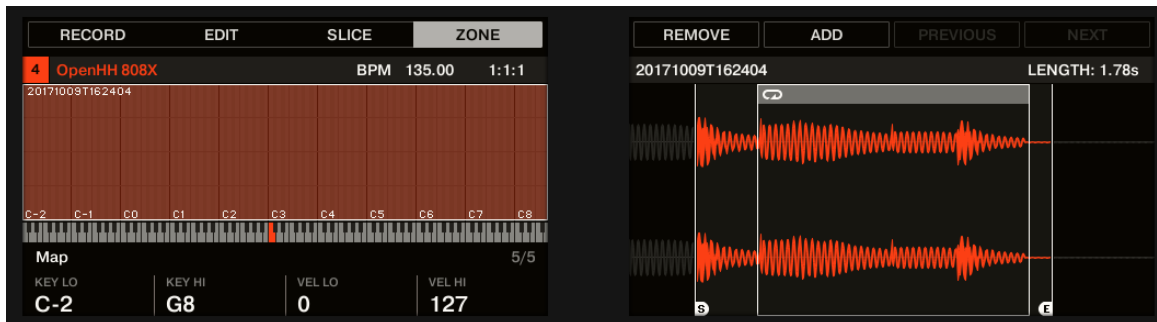 RECORD EDIT SLICE ZONE
4 OpenHH 808X BPM 135.00 1:1:1
20171009T162404
C-2 C-1 C0 C1 C2 C3 C4 C5 C6 C7 C8
Map 5/5
KEY LO KEY HI VEL LO VEL HI
C-2 G8 0 127
REMOVE ADD PREVIOUS NEXT
20171009T162404 LENGTH: 1.78s
S E